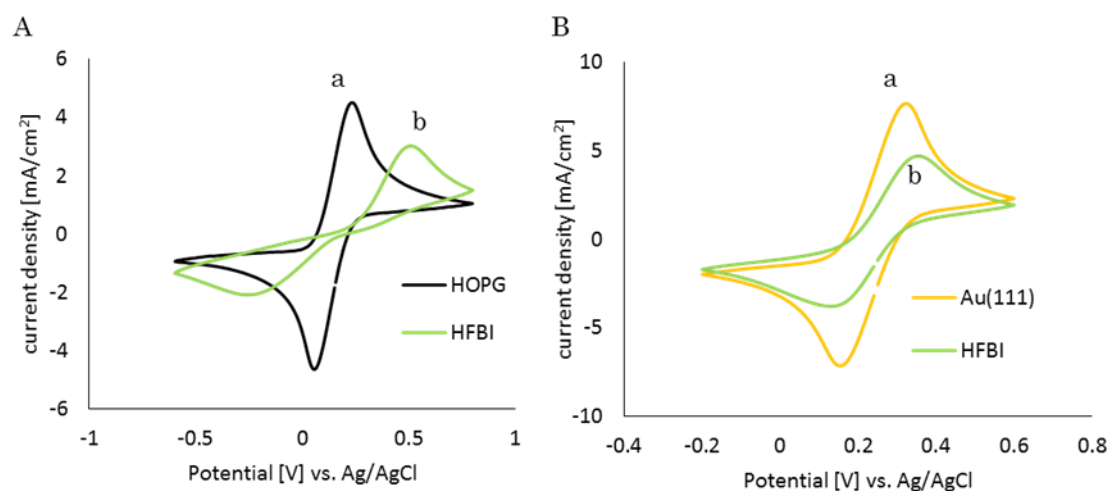 A
6
4
2
0
-2
-4
-6
-1
-0.5
0
0.5
1
current density [mA/cm²]
Potential [V] vs. Ag/AgCl
a
b
HOPG
HFBI
B
10
5
0
-5
-10
-0.4
-0.2
0
0.2
0.4
0.6
0.8
current density [mA/cm²]
Potential [V] vs. Ag/AgCl
a
b
Au(111)
HFBI